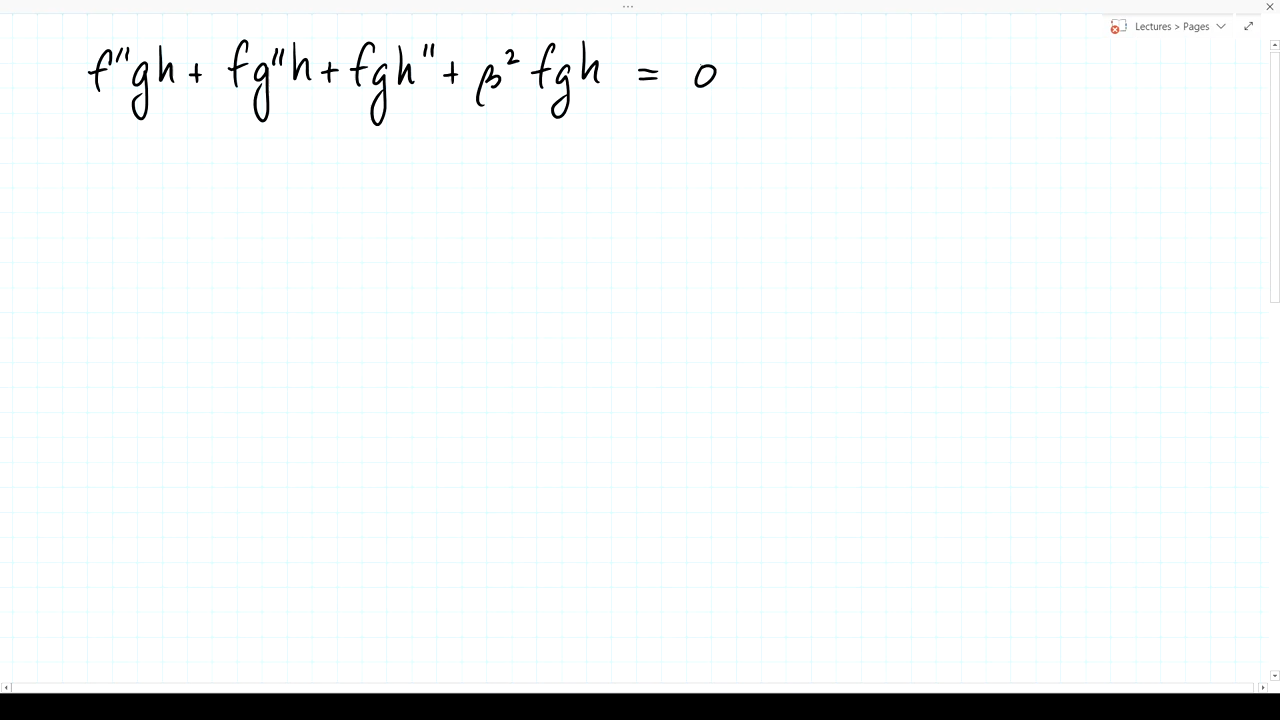 ...
Lectures > Pages
f''gh + fg''h + fgh'' + β² fgh = 0